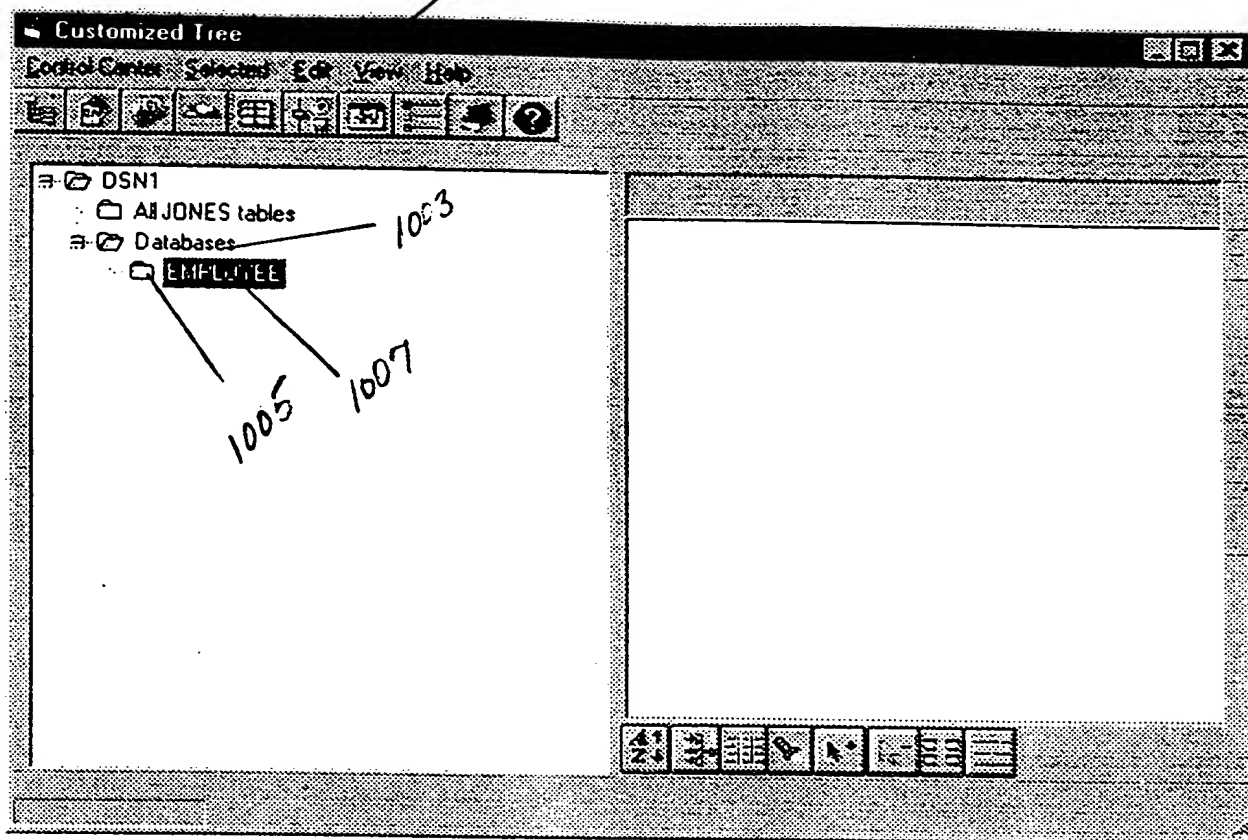 Customized Tree
Control Center Selected Edit View Help
DSN1
All JONES tables
Databases
1003
EMPLOYEE
1007
1005